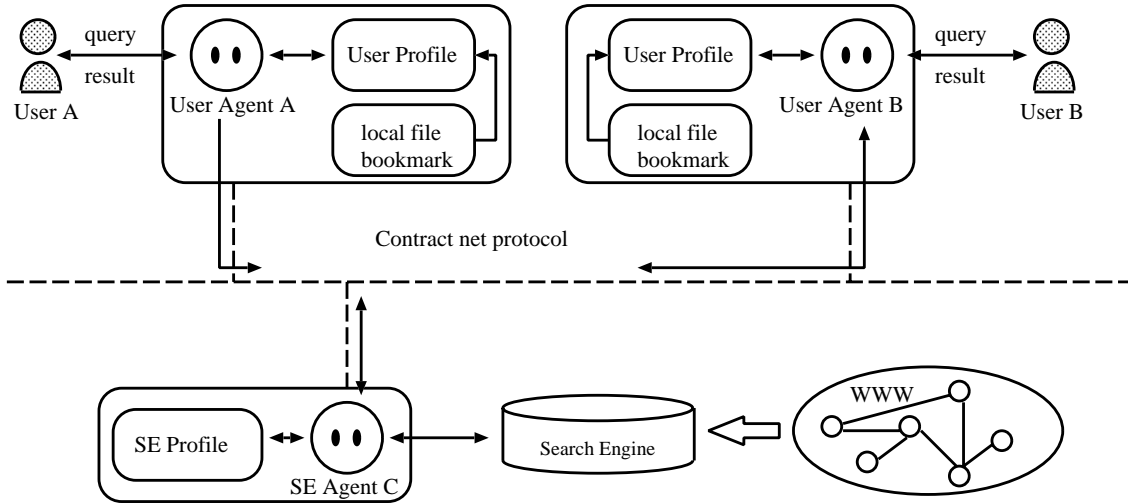 query
result
User A
User Agent A
User Profile
local file
bookmark
User Profile
local file
bookmark
User Agent B
query
result
User B
Contract net protocol
SE Profile
SE Agent C
Search Engine
WWW